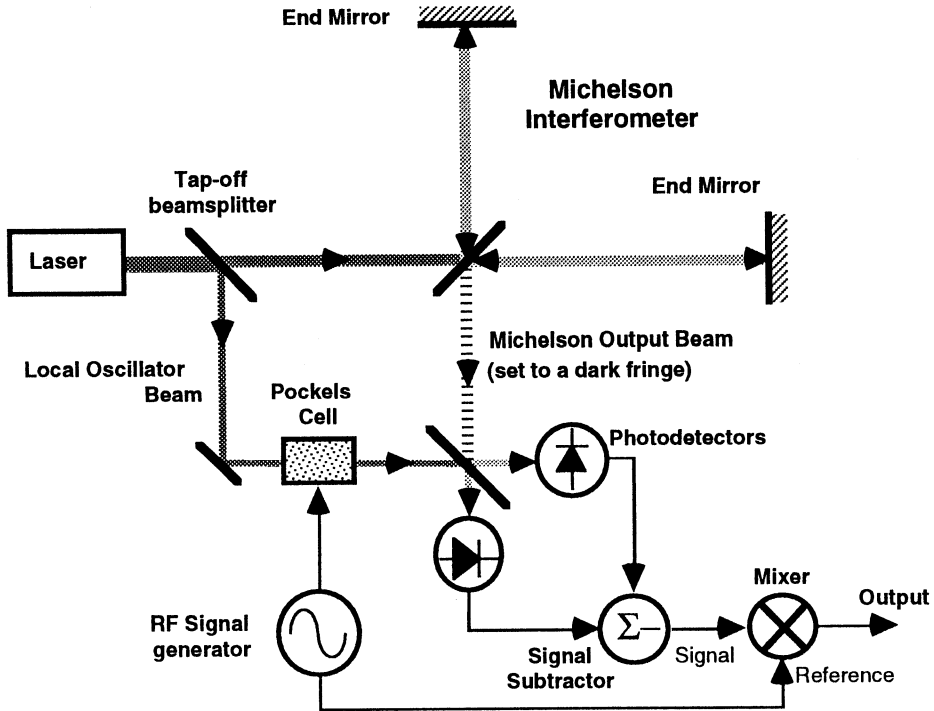 End Mirror
Michelson
Interferometer
Tap-off
beamsplitter
End Mirror
Laser
Michelson Output Beam
(set to a dark fringe)
Local Oscillator
Beam
Pockels
Cell
Photodetectors
Mixer
Output
RF Signal
generator
Σ−
Signal
Subtractor
Signal
Reference